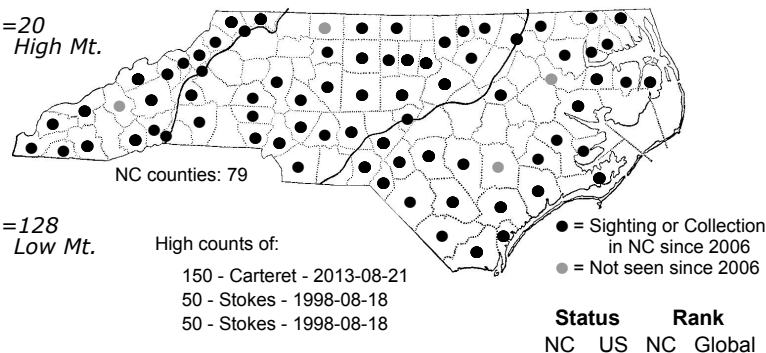 =20
High Mt.
NC counties: 79
=128
Low Mt.
High counts of:
150 - Carteret - 2013-08-21
50 - Stokes - 1998-08-18
50 - Stokes - 1998-08-18
● = Sighting or Collection
in NC since 2006
● = Not seen since 2006
Status Rank
NC US NC Global